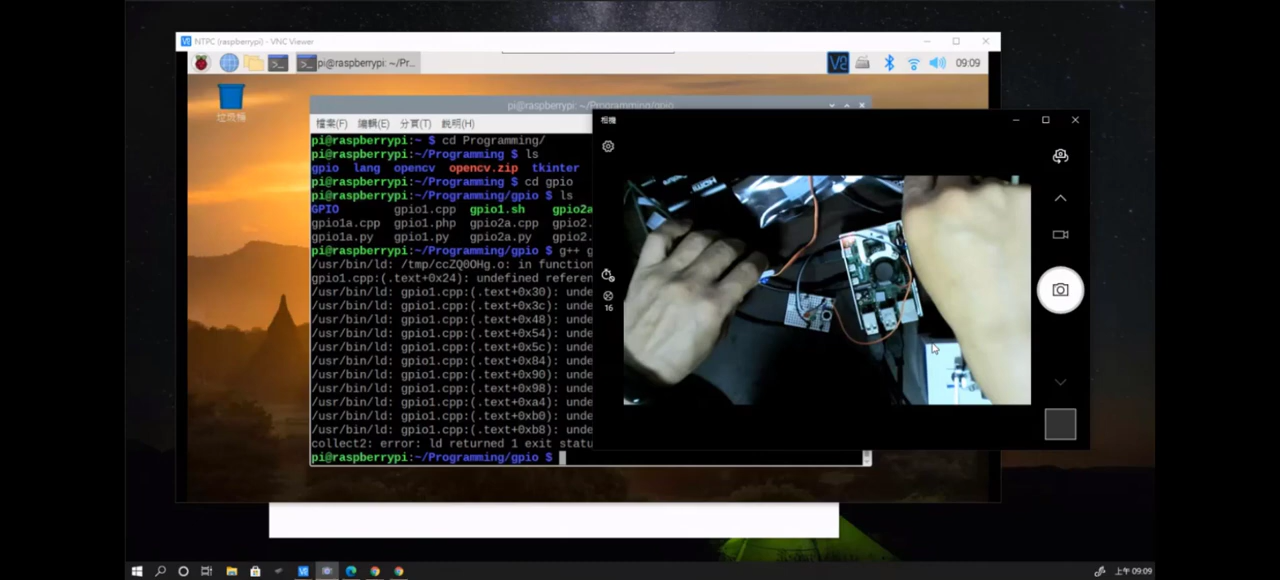 NTPC (raspberrypi) - VNC Viewer
pi@raspberrypi: ~/Pr...
09:09
垃圾桶
pi@raspberrypi: ~/Programming/gpio
檔案(F) 編輯(E) 分頁(T) 說明(H)
pi@raspberrypi:~ $ cd Programming/
pi@raspberrypi:~/Programming $ ls
gpio lang opencv opencv.zip tkinter
pi@raspberrypi:~/Programming $ cd gpio
pi@raspberrypi:~/Programming/gpio $ ls
GPIO gpio1.cpp gpio1.sh gpio2a
gpio1a.cpp gpio1.php gpio2a.cpp gpio2.
gpio1a.py gpio1.py gpio2a.py gpio2.
pi@raspberrypi:~/Programming/gpio $ g++ g
/usr/bin/ld: /tmp/ccZQ0OHg.o: in function
gpio1.cpp:(.text+0x24): undefined referen
/usr/bin/ld: gpio1.cpp:(.text+0x30): unde
/usr/bin/ld: gpio1.cpp:(.text+0x3c): unde
/usr/bin/ld: gpio1.cpp:(.text+0x48): unde
/usr/bin/ld: gpio1.cpp:(.text+0x54): unde
/usr/bin/ld: gpio1.cpp:(.text+0x5c): unde
/usr/bin/ld: gpio1.cpp:(.text+0x84): unde
/usr/bin/ld: gpio1.cpp:(.text+0x90): unde
/usr/bin/ld: gpio1.cpp:(.text+0x98): unde
/usr/bin/ld: gpio1.cpp:(.text+0xa4): unde
/usr/bin/ld: gpio1.cpp:(.text+0xb0): unde
/usr/bin/ld: gpio1.cpp:(.text+0xb8): unde
collect2: error: ld returned 1 exit statu
pi@raspberrypi:~/Programming/gpio $
相機
16
HDMI
上午 09:09